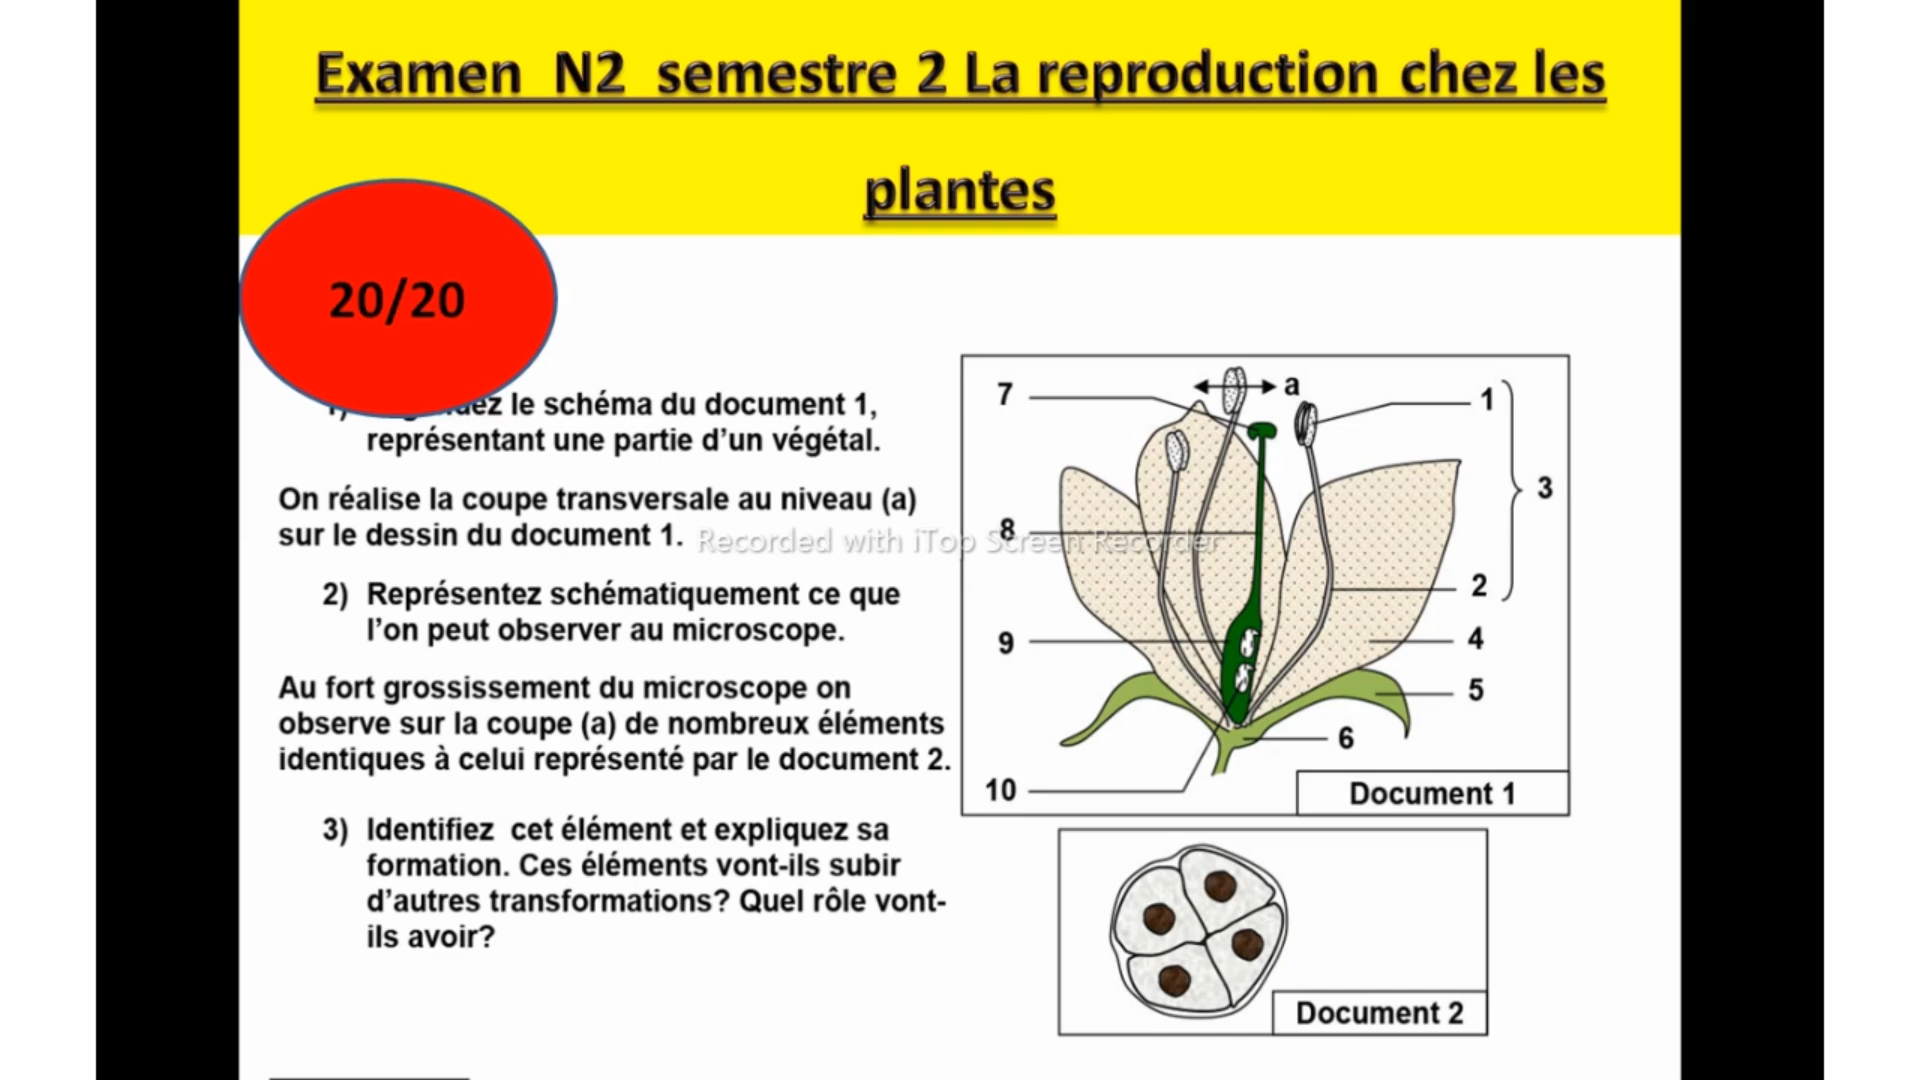 Examen N2 semestre 2 La reproduction chez les
plantes
20/20
le schéma du document 1,
représentant une partie d’un végétal.
On réalise la coupe transversale au niveau (a)
sur le dessin du document 1.
Recorded with iTop Screen Recorder
2) Représentez schématiquement ce que
l’on peut observer au microscope.
Au fort grossissement du microscope on
observe sur la coupe (a) de nombreux éléments
identiques à celui représenté par le document 2.
3) Identifiez cet élément et expliquez sa
formation. Ces éléments vont-ils subir
d’autres transformations? Quel rôle vont-
ils avoir?
7
a
1
3
8
2
9
4
5
6
10
Document 1
Document 2